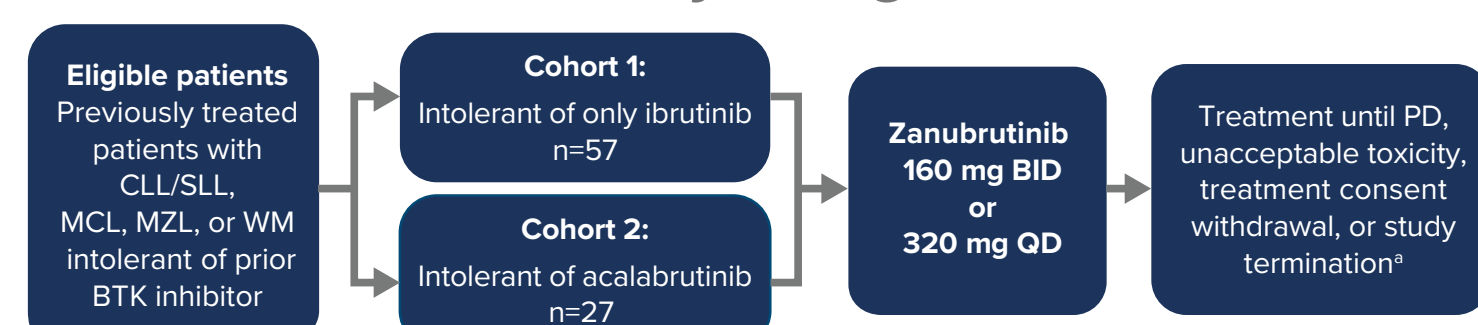 Eligible patients
Previously treated
patients with
CLL/SLL,
MCL, MZL, or WM
intolerant of prior
BTK inhibitor
Cohort 1:
Intolerant of only ibrutinib
n=57
Cohort 2:
Intolerant of acalabrutinib
n=27
Zanubrutinib
160 mg BID
or
320 mg QD
Treatment until PD,
unacceptable toxicity,
treatment consent
withdrawal, or study
terminationᵃ